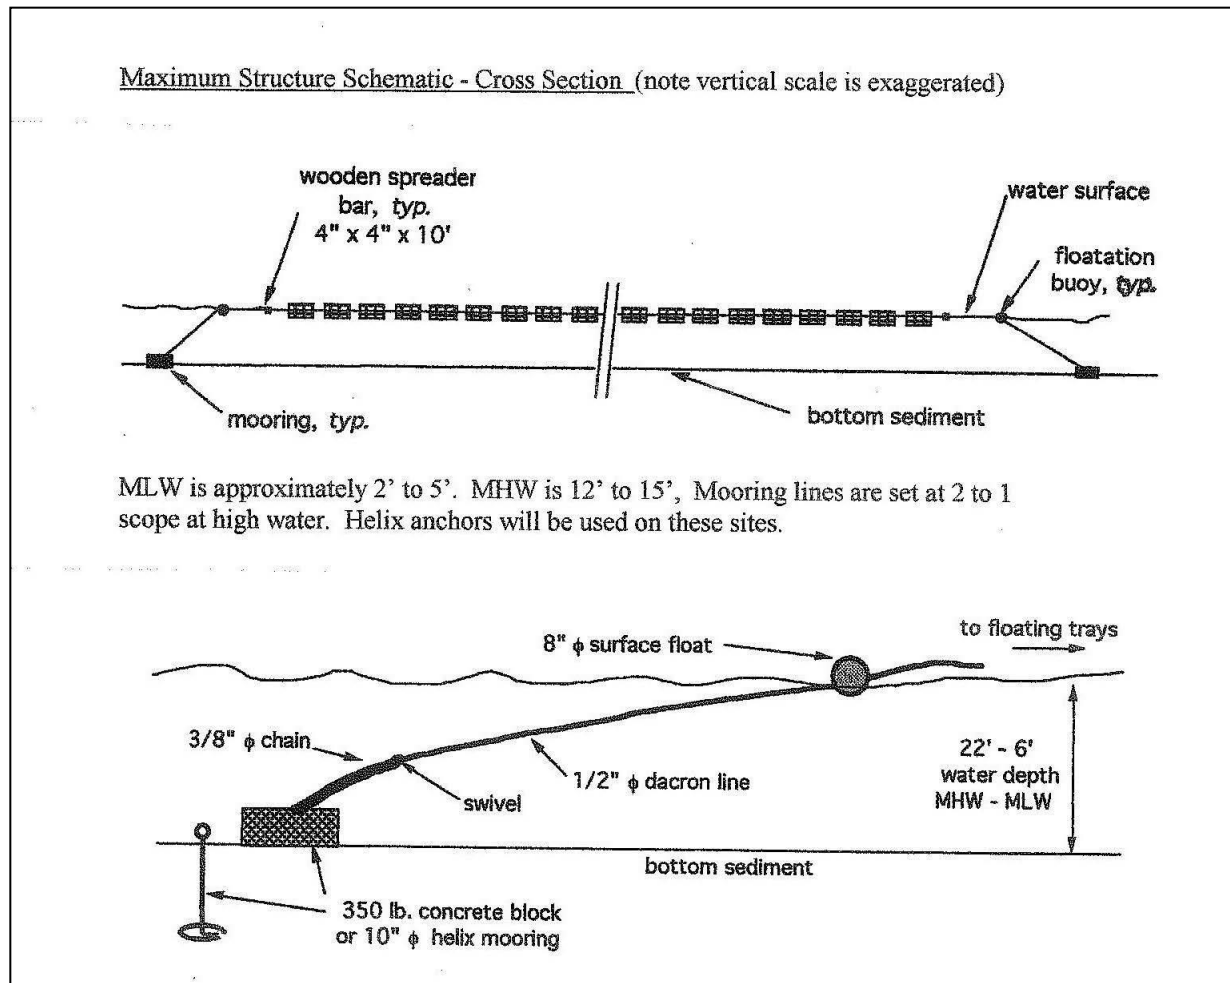 Maximum Structure Schematic - Cross Section (note vertical scale is exaggerated)
wooden spreader
bar, typ.
4" x 4" x 10'
water surface
floatation
buoy, typ.
mooring, typ.
bottom sediment
MLW is approximately 2' to 5'. MHW is 12' to 15', Mooring lines are set at 2 to 1
scope at high water. Helix anchors will be used on these sites.
to floating trays
8" ϕ surface float
3/8" ϕ chain
swivel
1/2" ϕ dacron line
22' - 6'
water depth
MHW - MLW
bottom sediment
350 lb. concrete block
or 10" ϕ helix mooring